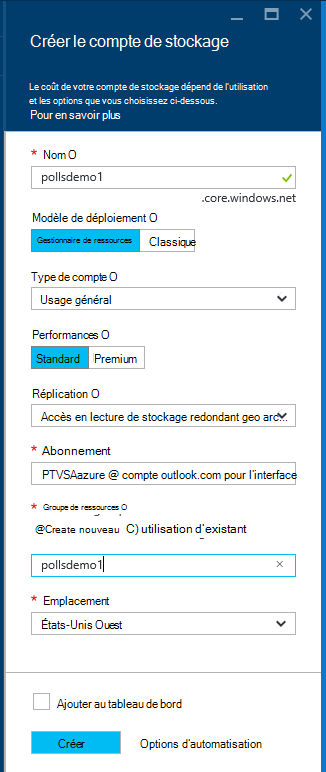 Créer le compte de stockage
Le coût de votre compte de stockage dépend de l'utilisation
et les options que vous choisissez ci-dessous.
Pour en savoir plus
* Nom O
pollsdemo1
.core.windows.net
Modèle de déploiement O
Gestionnaire de ressources Classique
Type de compte O
Usage général
Performances O
Standard Premium
Réplication O
Accès en lecture de stockage redondant geo arc...
* Abonnement
PTVSAazure @ compte outlook.com pour l'interface
* Groupe de ressources O
@Create nouveau C) utilisation d'existant
pollsdemo1
* Emplacement
États-Unis Ouest
Ajouter au tableau de bord
Créer Options d'automatisation